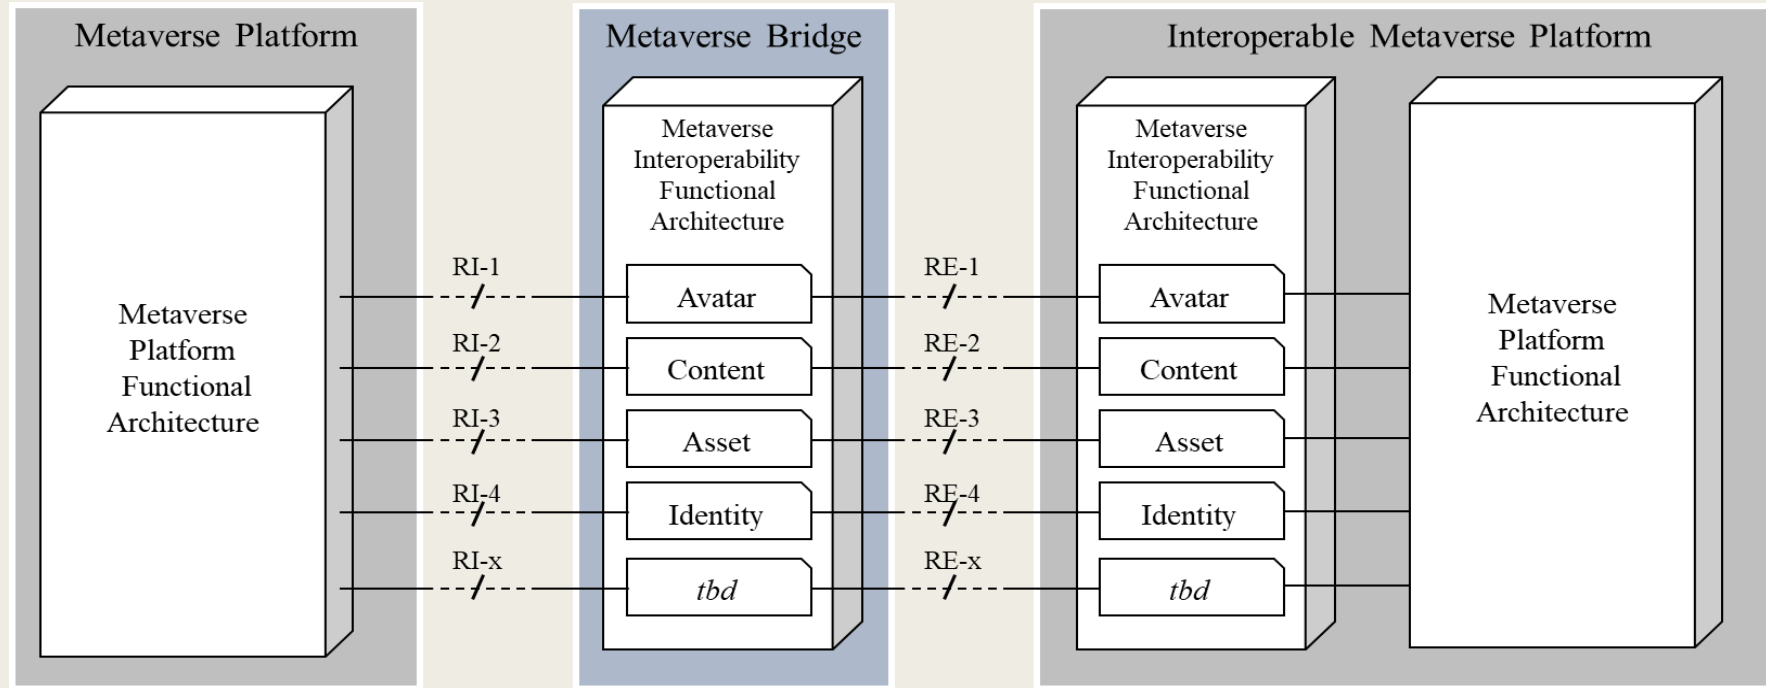 Metaverse Platform
Metaverse Bridge
Interoperable Metaverse Platform
Metaverse
Platform
Functional
Architecture
RI-1
RI-2
RI-3
RI-4
RI-x
Metaverse
Interoperability
Functional
Architecture
Avatar
Content
Asset
Identity
tbd
RE-1
RE-2
RE-3
RE-4
RE-x
Metaverse
Interoperability
Functional
Architecture
Avatar
Content
Asset
Identity
tbd
Metaverse
Platform
Functional
Architecture